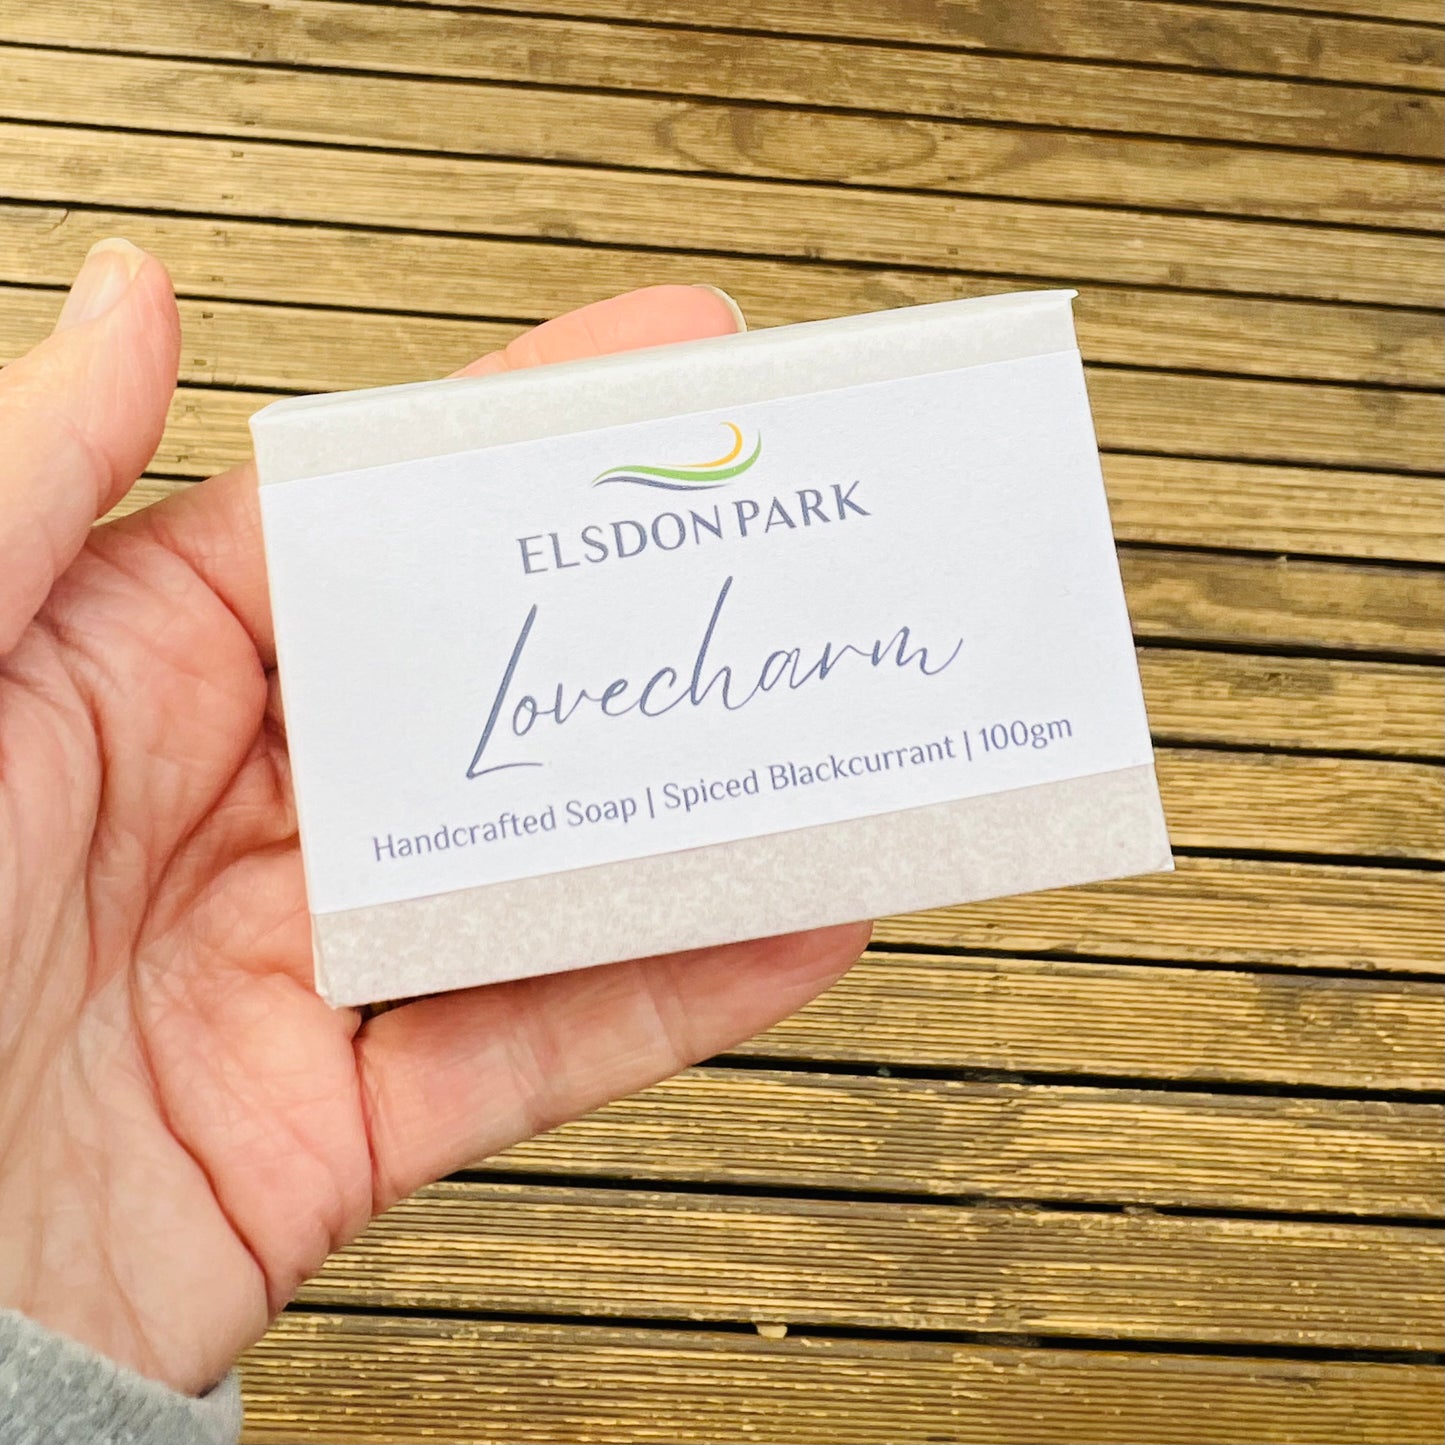 ELSDON PARK
Lovecharm
Handcrafted Soap | Spiced Blackcurrant | 100gm